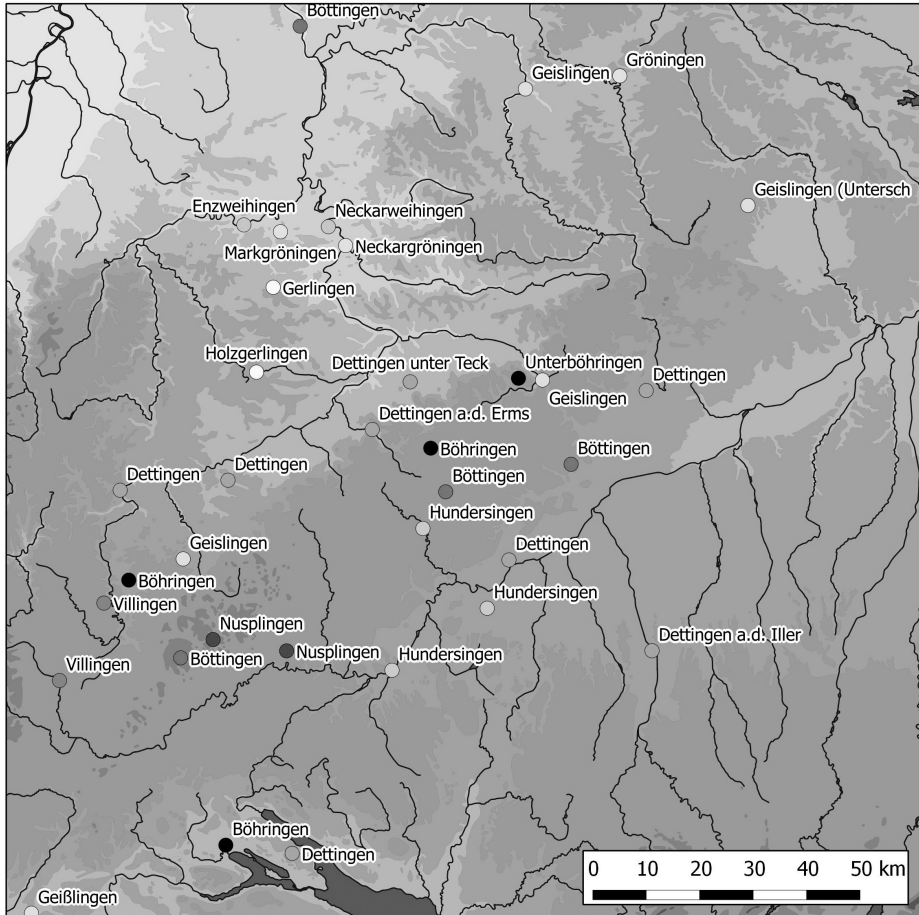 Böttingen
Gröningen
Geislingen
Geislingen (Untersch
Enzweihingen
Neckarweihingen
Markgröningen
Neckargröningen
Gerlingen
Holzgerlingen
Dettingen unter Teck
Unterböhringen
Geislingen
Dettingen
Dettingen a.d. Erms
Böhringen
Böttingen
Dettingen
Dettingen
Böttingen
Hundersingen
Geislingen
Dettingen
Böhringen
Villingen
Hundersingen
Nusplingen
Dettingen a.d. Iller
Villingen
Böttingen
Nusplingen
Hundersingen
Böhringen
Dettingen
0 10 20 30 40 50 km
Geißlingen